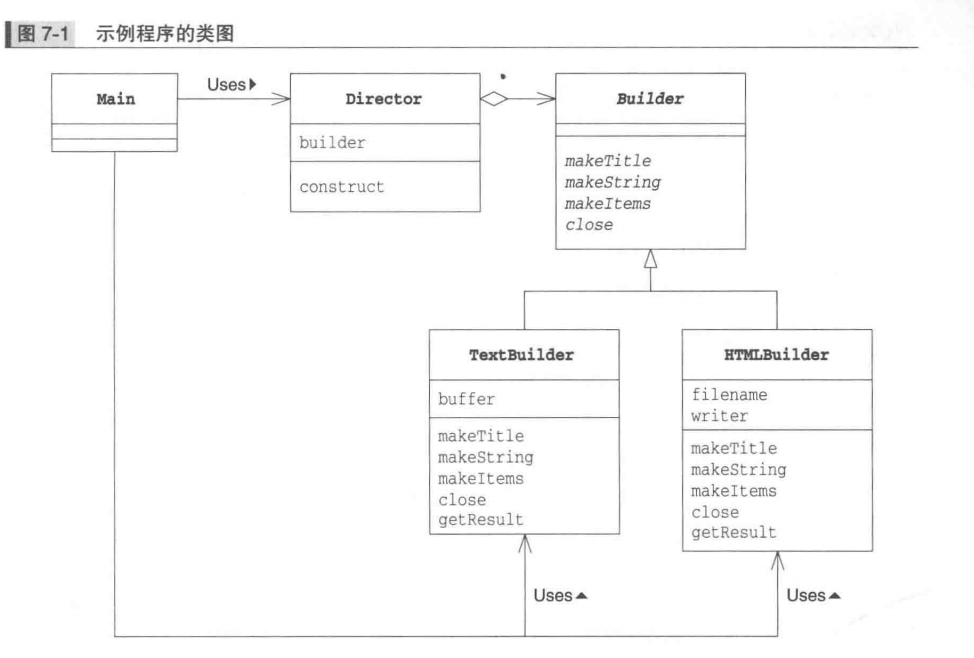 图 7-1 示例程序的类图
Main
Uses▶
Director
builder
construct
Builder
makeTitle
makeString
makeItems
close
TextBuilder
buffer
makeTitle
makeString
makeItems
close
getResult
HTMLBuilder
filename
writer
makeTitle
makeString
makeItems
close
getResult
Uses▲
Uses▲